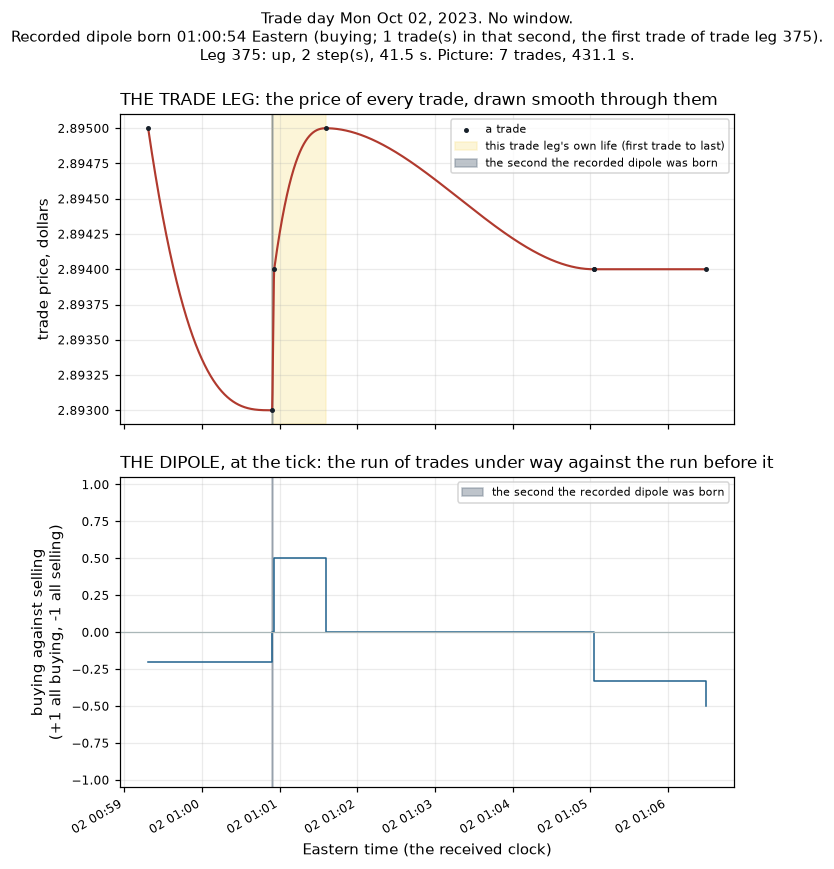 Trade day Mon Oct 02, 2023. No window.
Recorded dipole born 01:00:54 Eastern (buying; 1 trade(s) in that second, the first trade of trade leg 375).
Leg 375: up, 2 step(s), 41.5 s. Picture: 7 trades, 431.1 s.
THE TRADE LEG: the price of every trade, drawn smooth through them
trade price, dollars
2.89500
2.89475
2.89450
2.89425
2.89400
2.89375
2.89350
2.89325
2.89300
a trade
this trade leg's own life (first trade to last)
the second the recorded dipole was born
THE DIPOLE, at the tick: the run of trades under way against the run before it
buying against selling
(+1 all buying, -1 all selling)
1.00
0.75
0.50
0.25
0.00
−0.25
−0.50
−0.75
−1.00
the second the recorded dipole was born
02 00:59
02 01:00
02 01:01
02 01:02
02 01:03
02 01:04
02 01:05
02 01:06
Eastern time (the received clock)